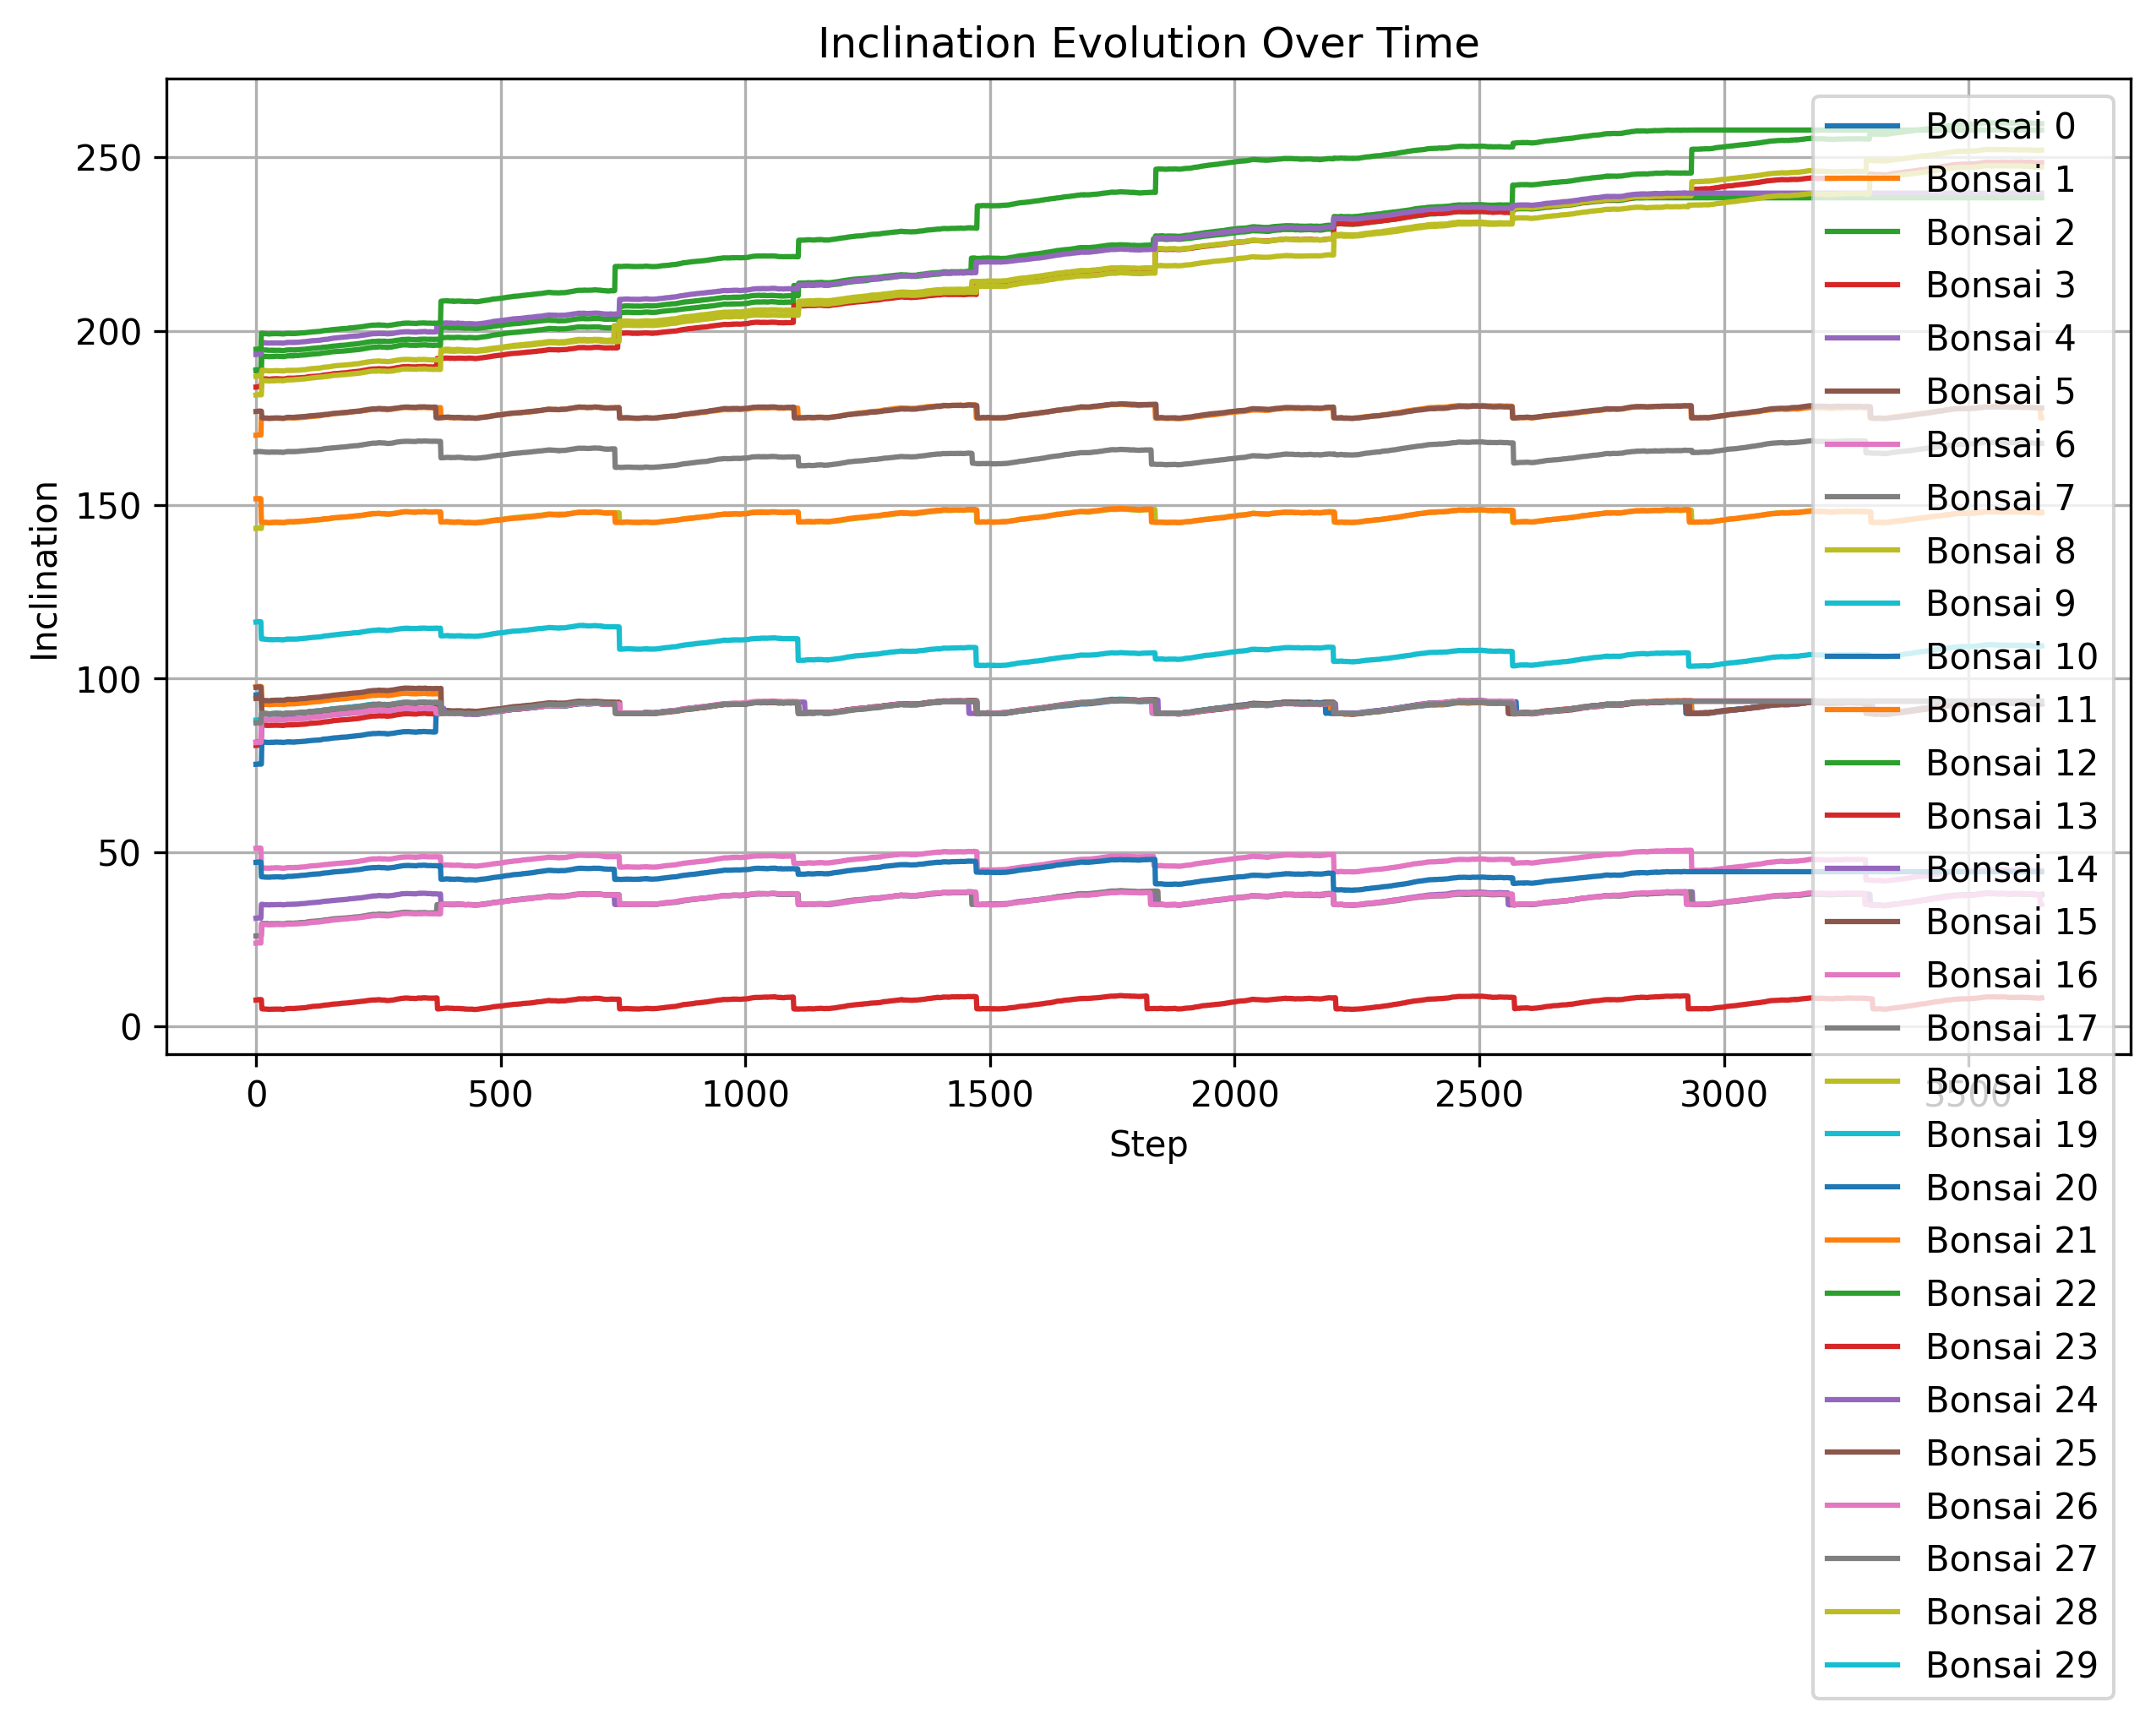 Inclination Evolution Over Time
Inclination
250
200
150
100
50
0
0
500
1000
1500
2000
2500
3000
3500
Step
Bonsai 0
Bonsai 1
Bonsai 2
Bonsai 3
Bonsai 4
Bonsai 5
Bonsai 6
Bonsai 7
Bonsai 8
Bonsai 9
Bonsai 10
Bonsai 11
Bonsai 12
Bonsai 13
Bonsai 14
Bonsai 15
Bonsai 16
Bonsai 17
Bonsai 18
Bonsai 19
Bonsai 20
Bonsai 21
Bonsai 22
Bonsai 23
Bonsai 24
Bonsai 25
Bonsai 26
Bonsai 27
Bonsai 28
Bonsai 29